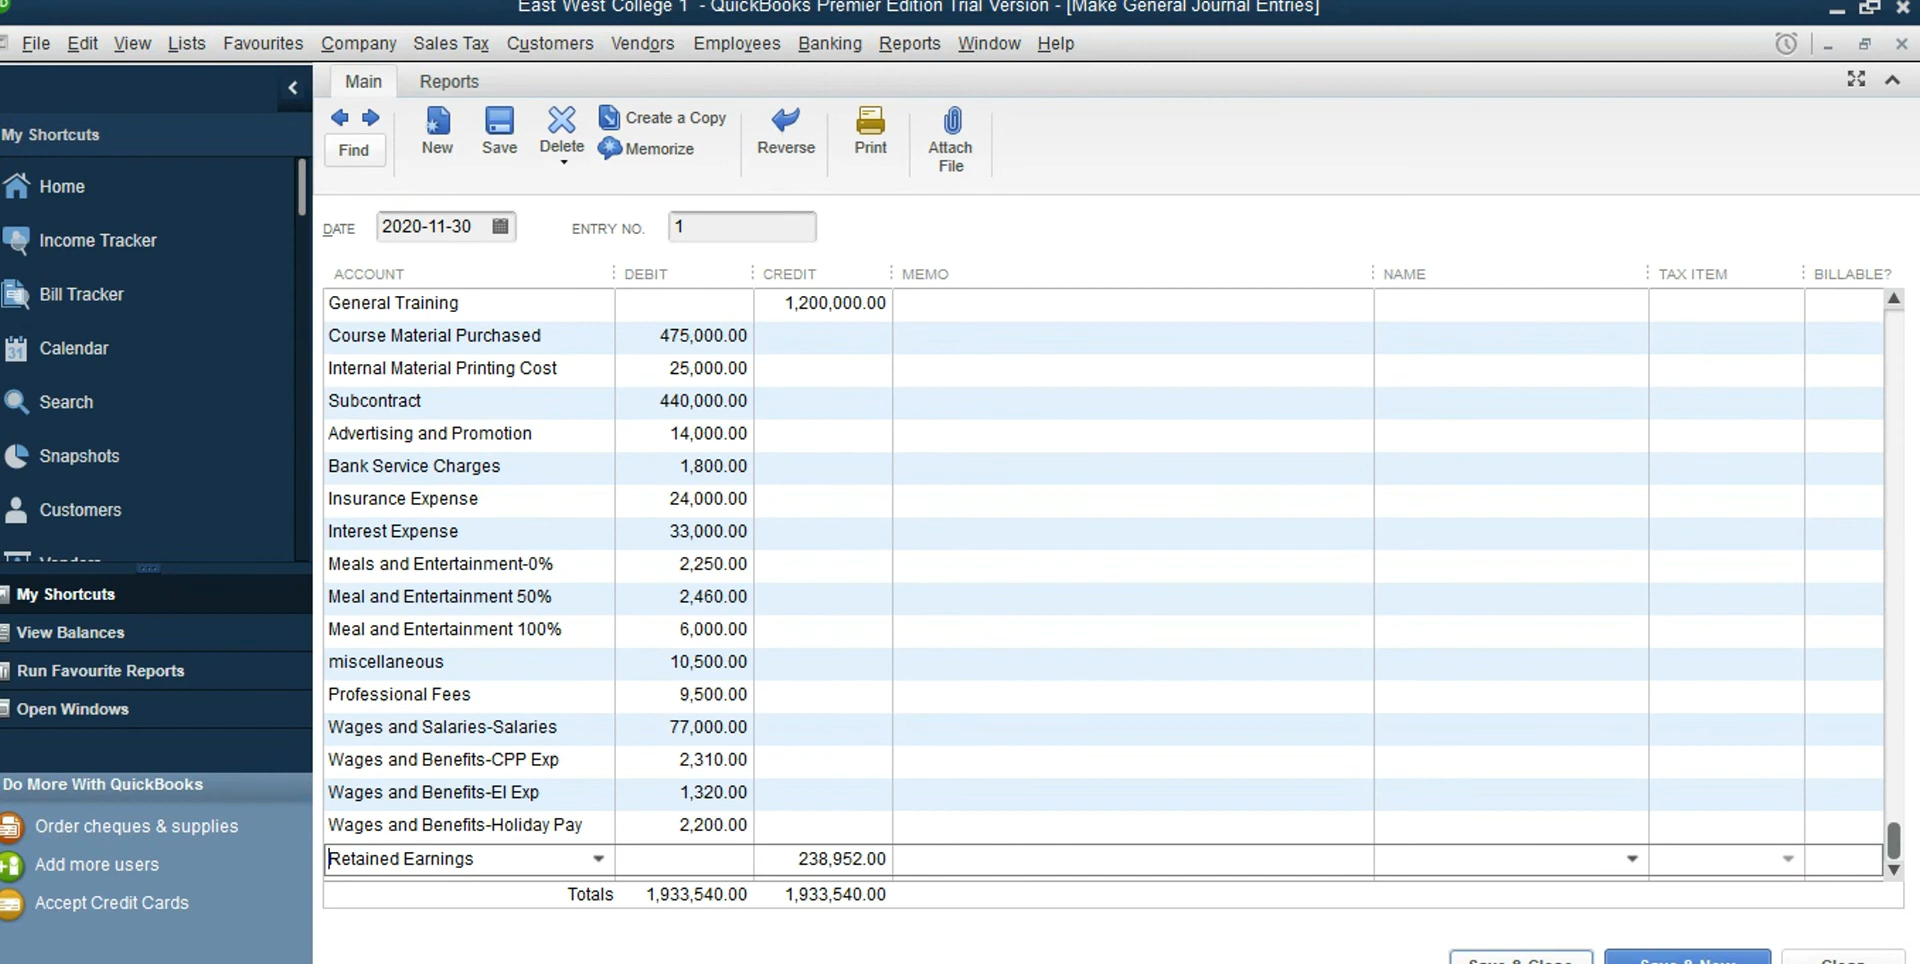 East West College 1 - QuickBooks Premier Edition Trial Version - [Make General Journal Entries]
File Edit View Lists Favourites Company Sales Tax Customers Vendors Employees Banking Reports Window Help
Main Reports
Find
New
Save
Delete
Create a Copy
Memorize
Reverse
Print
Attach
File
My Shortcuts
Home
Income Tracker
Bill Tracker
31
Calendar
Search
Snapshots
Customers
My Shortcuts
View Balances
Run Favourite Reports
Open Windows
Do More With QuickBooks
Order cheques & supplies
Add more users
Accept Credit Cards
DATE 2020-11-30 ENTRY NO. 1
ACCOUNT DEBIT CREDIT MEMO NAME TAX ITEM BILLABLE?
General Training 1,200,000.00
Course Material Purchased 475,000.00
Internal Material Printing Cost 25,000.00
Subcontract 440,000.00
Advertising and Promotion 14,000.00
Bank Service Charges 1,800.00
Insurance Expense 24,000.00
Interest Expense 33,000.00
Meals and Entertainment-0% 2,250.00
Meal and Entertainment 50% 2,460.00
Meal and Entertainment 100% 6,000.00
miscellaneous 10,500.00
Professional Fees 9,500.00
Wages and Salaries-Salaries 77,000.00
Wages and Benefits-CPP Exp 2,310.00
Wages and Benefits-EI Exp 1,320.00
Wages and Benefits-Holiday Pay 2,200.00
Retained Earnings 238,952.00
Totals 1,933,540.00 1,933,540.00